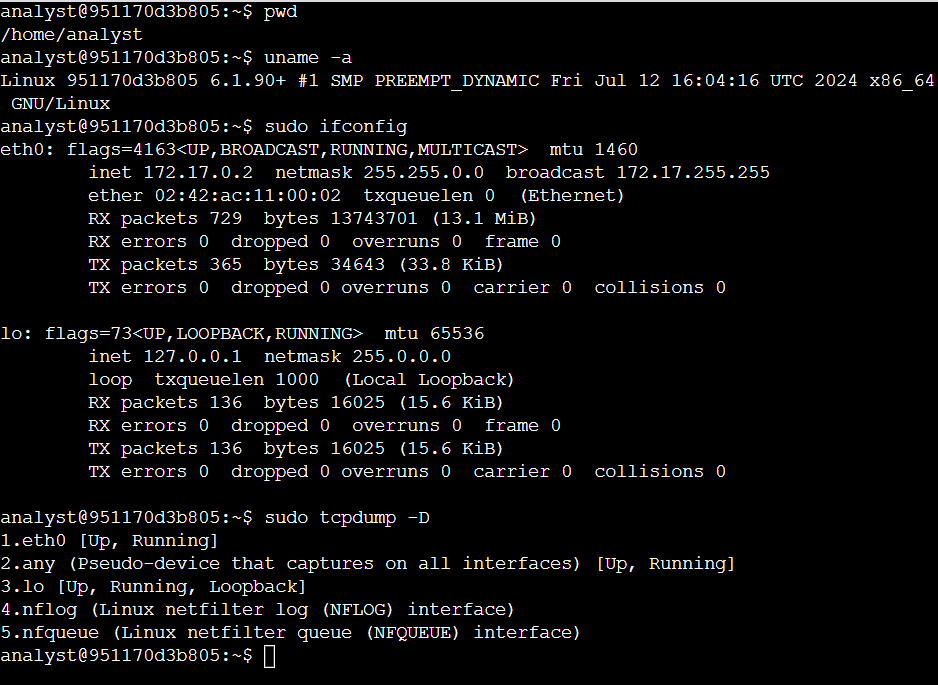 analyst@951170d3b805:~$ pwd
/home/analyst
analyst@951170d3b805:~$ uname -a
Linux 951170d3b805 6.1.90+ #1 SMP PREEMPT_DYNAMIC Fri Jul 12 16:04:16 UTC 2024 x86_64
 GNU/Linux
analyst@951170d3b805:~$ sudo ifconfig
eth0: flags=4163<UP,BROADCAST,RUNNING,MULTICAST>  mtu 1460
        inet 172.17.0.2  netmask 255.255.0.0  broadcast 172.17.255.255
        ether 02:42:ac:11:00:02  txqueuelen 0  (Ethernet)
        RX packets 729  bytes 13743701 (13.1 MiB)
        RX errors 0  dropped 0  overruns 0  frame 0
        TX packets 365  bytes 34643 (33.8 KiB)
        TX errors 0  dropped 0 overruns 0  carrier 0  collisions 0

lo: flags=73<UP,LOOPBACK,RUNNING>  mtu 65536
        inet 127.0.0.1  netmask 255.0.0.0
        loop  txqueuelen 1000  (Local Loopback)
        RX packets 136  bytes 16025 (15.6 KiB)
        RX errors 0  dropped 0  overruns 0  frame 0
        TX packets 136  bytes 16025 (15.6 KiB)
        TX errors 0  dropped 0 overruns 0  carrier 0  collisions 0

analyst@951170d3b805:~$ sudo tcpdump -D
1.eth0 [Up, Running]
2.any (Pseudo-device that captures on all interfaces) [Up, Running]
3.lo [Up, Running, Loopback]
4.nflog (Linux netfilter log (NFLOG) interface)
5.nfqueue (Linux netfilter queue (NFQUEUE) interface)
analyst@951170d3b805:~$